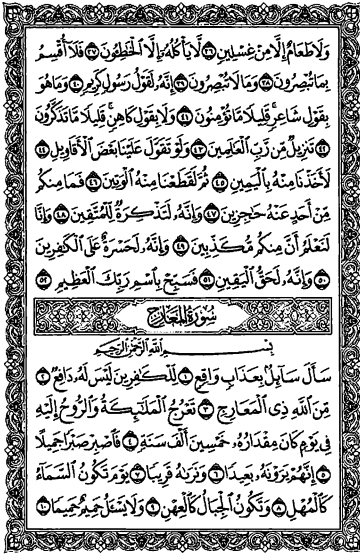 وَلَا طَعَامٌ إِلَّا مِنْ غِسْلِينٍ ٣٦ لَّا يَأْكُلُهُۥٓ إِلَّا ٱلْخَٰطِـُٔونَ ٣٧ فَلَآ أُقْسِمُ
بِمَا تُبْصِرُونَ ٣٨ وَمَا لَا تُبْصِرُونَ ٣٩ إِنَّهُۥ لَقَوْلُ رَسُولٍ كَرِيمٍ ٤٠ وَمَا هُوَ
بِقَوْلِ شَاعِرٍ ۚ قَلِيلًا مَّا تُؤْمِنُونَ ٤١ وَلَا بِقَوْلِ كَاهِنٍ ۚ قَلِيلًا مَّا تَذَكَّرُونَ
٤٢ تَنزِيلٌ مِّن رَّبِّ ٱلْعَٰلَمِينَ ٤٣ وَلَوْ تَقَوَّلَ عَلَيْنَا بَعْضَ ٱلْأَقَاوِيلِ ٤٤
لَأَخَذْنَا مِنْهُ بِٱلْيَمِينِ ٤٥ ثُمَّ لَقَطَعْنَا مِنْهُ ٱلْوَتِينَ ٤٦ فَمَا مِنكُم
مِّنْ أَحَدٍ عَنْهُ حَٰجِزِينَ ٤٧ وَإِنَّهُۥ لَتَذْكِرَةٌ لِّلْمُتَّقِينَ ٤٨ وَإِنَّا
لَنَعْلَمُ أَنَّ مِنكُم مُّكَذِّبِينَ ٤٩ وَإِنَّهُۥ لَحَسْرَةٌ عَلَى ٱلْكَٰفِرِينَ
٥٠ وَإِنَّهُۥ لَحَقُّ ٱلْيَقِينِ ٥١ فَسَبِّحْ بِٱسْمِ رَبِّكَ ٱلْعَظِيمِ ٥٢
سُورَةُ المَعَارِجِ
بِسْمِ ٱللَّهِ ٱلرَّحْمَٰنِ ٱلرَّحِيمِ
سَأَلَ سَآئِلٌۢ بِعَذَابٍ وَاقِعٍ ١ لِّلْكَٰفِرِينَ لَيْسَ لَهُۥ دَافِعٌ ٢
مِّنَ ٱللَّهِ ذِى ٱلْمَعَارِجِ ٣ تَعْرُجُ ٱلْمَلَٰٓئِكَةُ وَٱلرُّوحُ إِلَيْهِ
فِى يَوْمٍ كَانَ مِقْدَارُهُۥ خَمْسِينَ أَلْفَ سَنَةٍ ٤ فَٱصْبِرْ صَبْرًا جَمِيلًا
٥ إِنَّهُمْ يَرَوْنَهُۥ بَعِيدًا ٦ وَنَرَىٰهُ قَرِيبًا ٧ يَوْمَ تَكُونُ ٱلسَّمَآءُ
كَٱلْمُهْلِ ٨ وَتَكُونُ ٱلْجِبَالُ كَٱلْعِهْنِ ٩ وَلَا يَسْـَٔلُ حَمِيمٌ حَمِيمًا ١٠